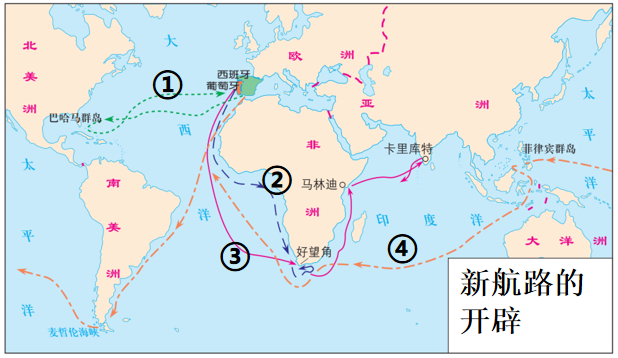 北美洲
大西洋
欧洲
亚洲
西班牙
葡萄牙
①
巴哈马群岛
非洲
卡里库特
菲律宾群岛
太平洋
太平洋
南美洲
②
马林迪
印度洋
③
④
好望角
大洋洲
麦哲伦海峡
新航路的
开辟